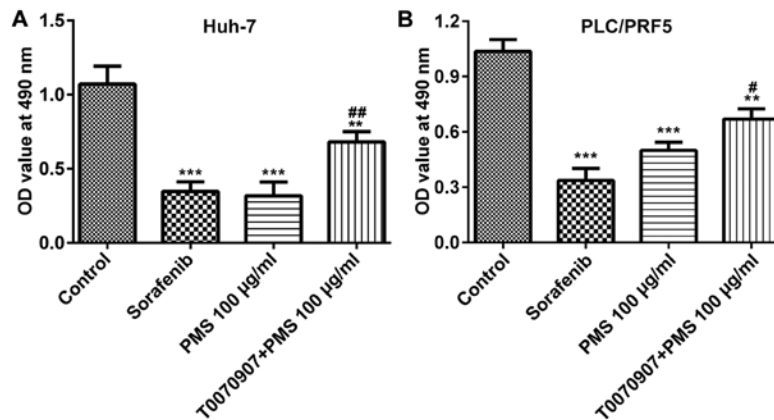 A
Huh-7
OD value at 490 nm
1.5
1.0
0.5
0.0
##
**
***
***
Control
Sorafenib
PMS 100 µg/ml
T0070907+PMS 100 µg/ml
B
PLC/PRF5
OD value at 490 nm
1.2
0.9
0.6
0.3
0.0
#
**
***
***
Control
Sorafenib
PMS 100 µg/ml
T0070907+PMS 100 µg/ml